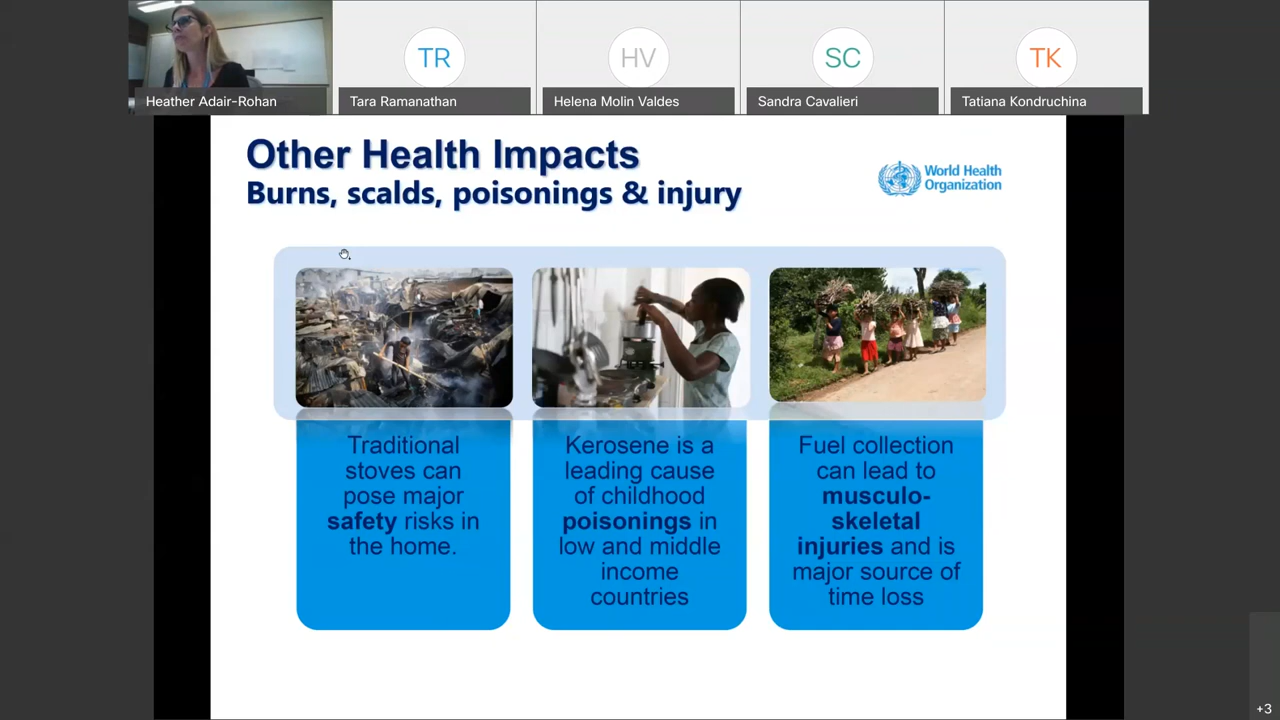 TR
HV
SC
TK
Heather Adair-Rohan
Tara Ramanathan
Helena Molin Valdes
Sandra Cavalieri
Tatiana Kondruchina
Other Health Impacts
Burns, scalds, poisonings & injury
World Health
Organization
Traditional
stoves can
pose major
safety risks in
the home.
Kerosene is a
leading cause
of childhood
poisonings in
low and middle
income
countries
Fuel collection
can lead to
musculo-
skeletal
injuries and is
major source of
time loss
+3